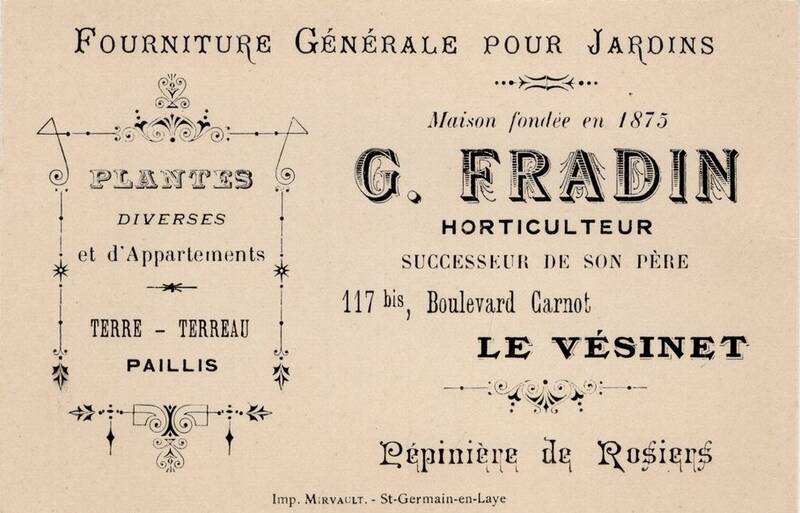 FOURNITURE GÉNÉRALE POUR JARDINS
PLANTES
DIVERSES
et d'Appartements
TERRE – TERREAU
PAILLIS
Maison fondée en 1875
G. FRADIN
HORTICULTEUR
SUCCESSEUR DE SON PÈRE
117 bis, Boulevard Carnot
LE VÉSINET
Pépinière de Rosiers
Imp. MIRVAULT. - St-Germain-en-Laye